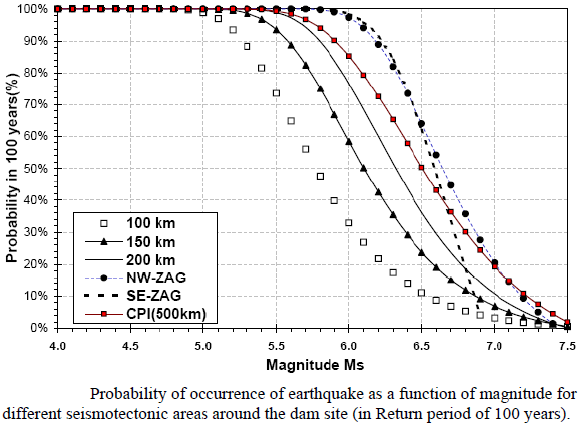 Probability in 100 years(%)
100%
90%
80%
70%
60%
50%
40%
30%
20%
10%
0%
100 km
150 km
200 km
NW-ZAG
SE-ZAG
CPI(500km)
4.0 4.5 5.0 5.5 6.0 6.5 7.0 7.5
Magnitude Ms
Probability of occurrence of earthquake as a function of magnitude for
different seismotectonic areas around the dam site (in Return period of 100 years).